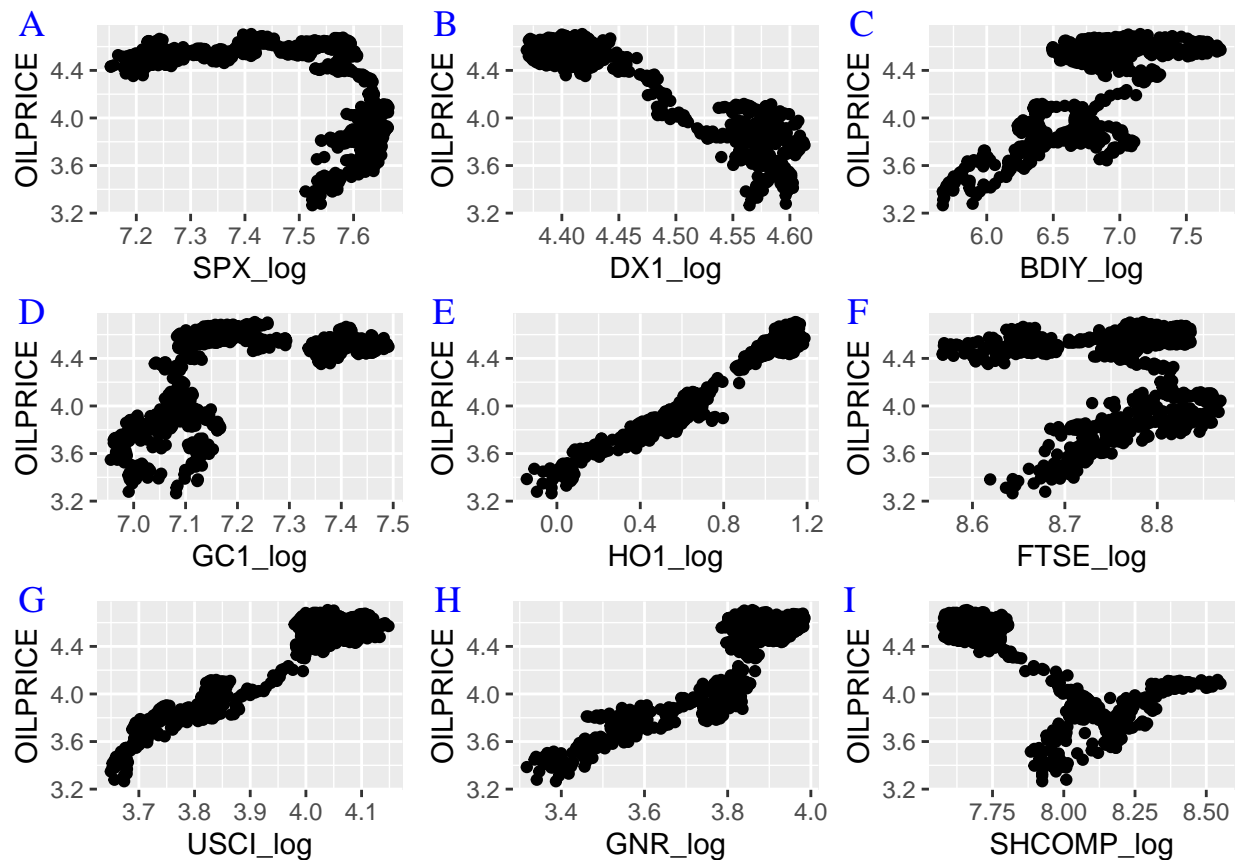 A B C
OILPRICE OILPRICE OILPRICE
4.4 4.4 4.4
4.0 4.0 4.0
3.6 3.6 3.6
3.2 3.2 3.2
7.2 7.3 7.4 7.5 7.6 4.40 4.45 4.50 4.55 4.60 6.0 6.5 7.0 7.5
SPX_log DX1_log BDIY_log
D E F
OILPRICE OILPRICE OILPRICE
4.4 4.4 4.4
4.0 4.0 4.0
3.6 3.6 3.6
3.2 3.2 3.2
7.0 7.1 7.2 7.3 7.4 7.5 0.0 0.4 0.8 1.2 8.6 8.7 8.8
GC1_log HO1_log FTSE_log
G H I
OILPRICE OILPRICE OILPRICE
4.4 4.4 4.4
4.0 4.0 4.0
3.6 3.6 3.6
3.2 3.2 3.2
3.7 3.8 3.9 4.0 4.1 3.4 3.6 3.8 4.0 7.75 8.00 8.25 8.50
USCI_log GNR_log SHCOMP_log